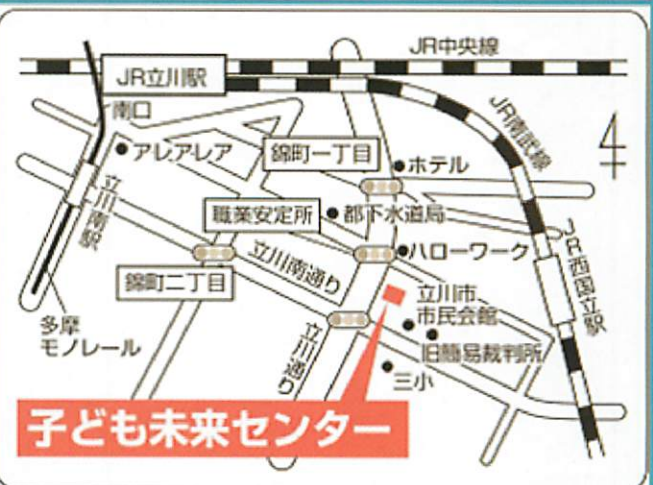 JR中央線
JR立川駅
南口
JR南武線
アレアレア
錦町一丁目
ホテル
立川南駅
職業安定所
都下水道局
ハローワーク
立川南通り
錦町二丁目
JR西国立駅
立川市
市民会館
多摩
モノレール
立川通り
旧簡易裁判所
三小
子ども未来センター